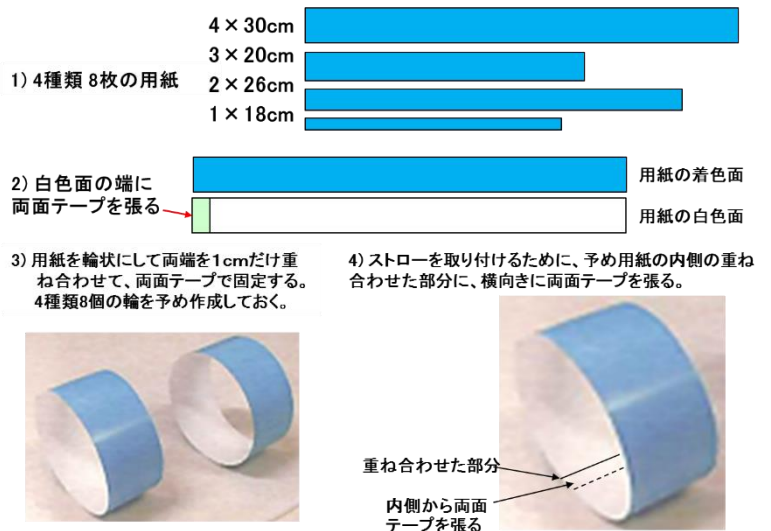 4×30cm
3×20cm
1) 4種類 8枚の用紙
2×26cm
1×18cm
2) 白色面の端に
両面テープを張る
用紙の着色面
用紙の白色面
3) 用紙を輪状にして両端を1cmだけ重
ね合わせて、両面テープで固定する。
4種類8個の輪を予め作成しておく。
4) ストローを取り付けるために、予め用紙の内側の重ね
合わせた部分に、横向きに両面テープを張る。
重ね合わせた部分
内側から両面
テープを張る